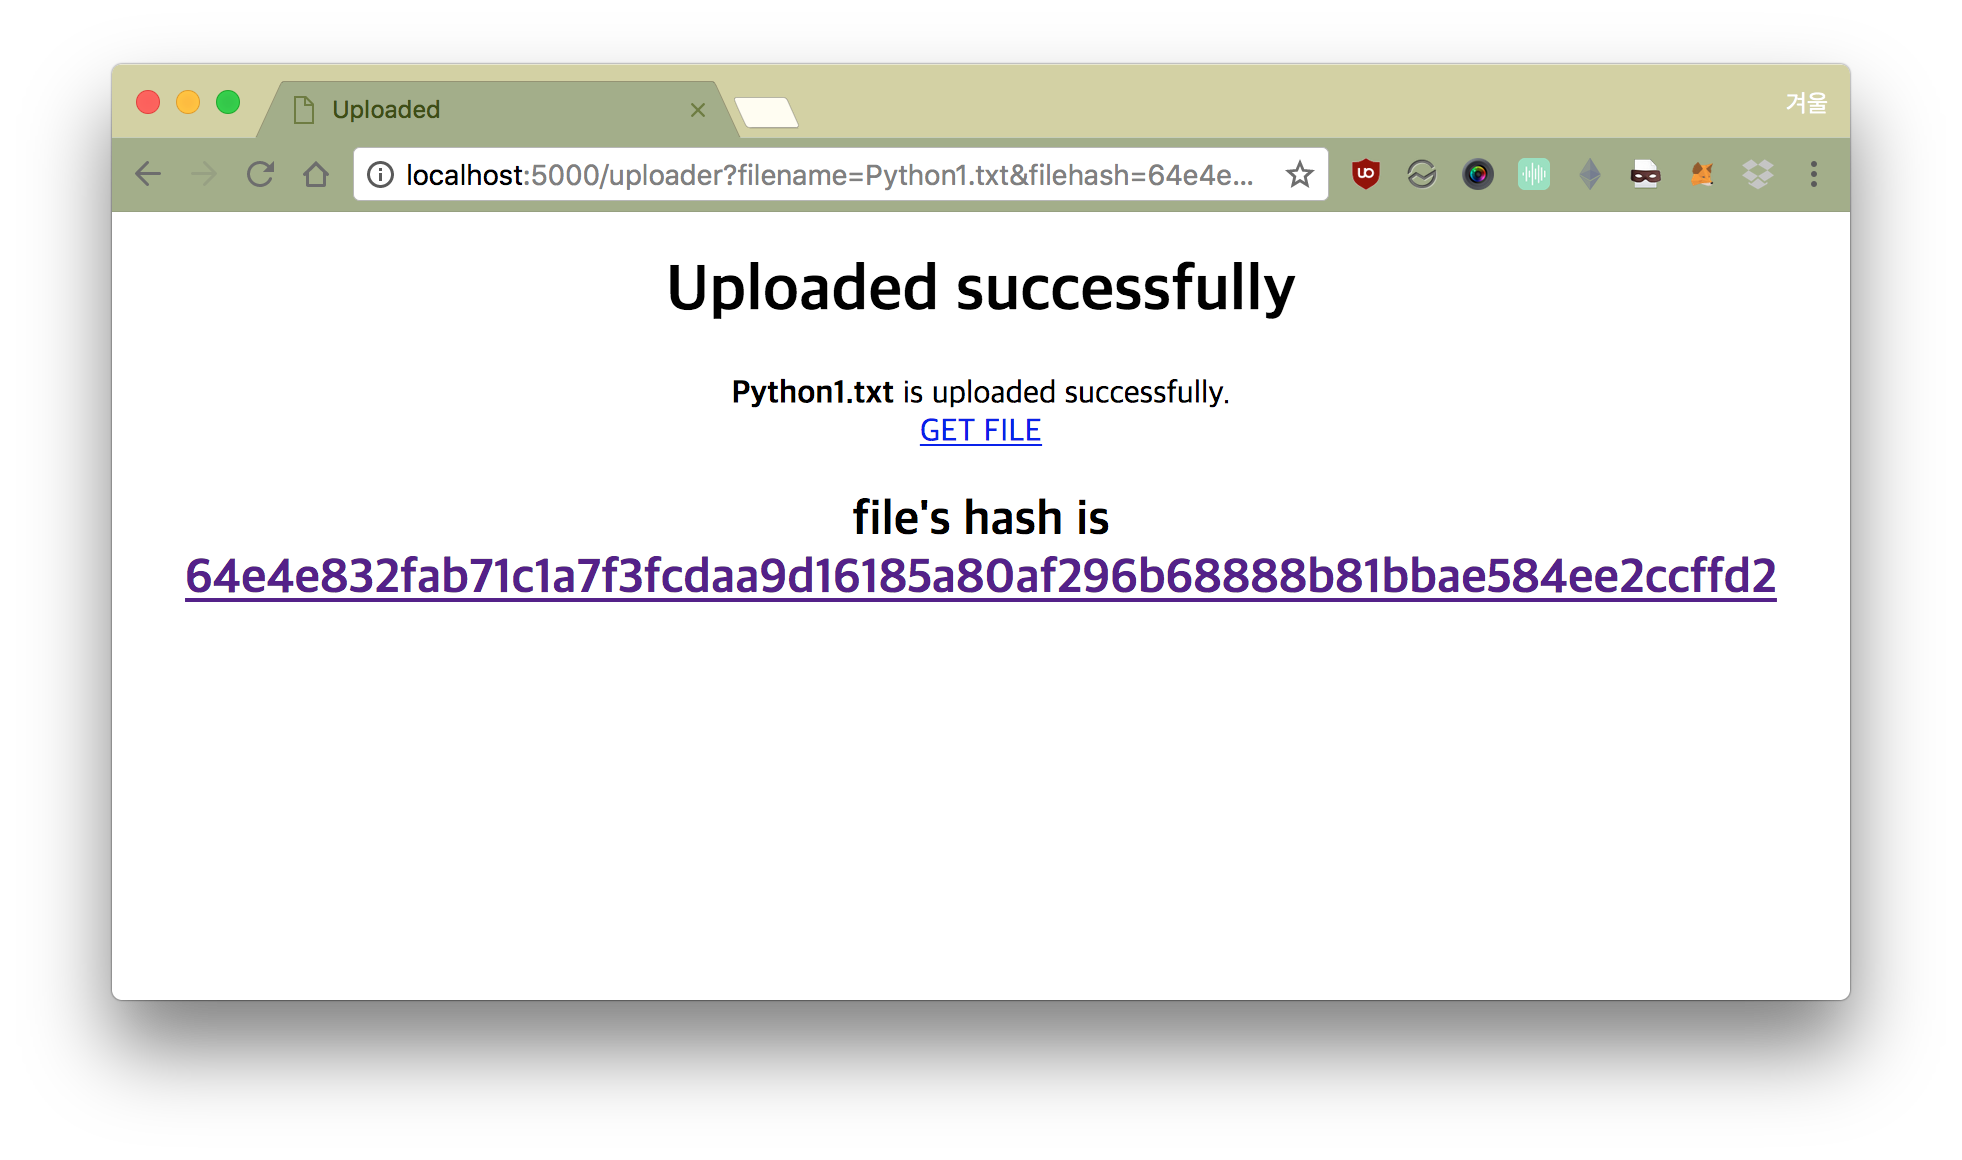 Uploaded
겨울
localhost:5000/uploader?filename=Python1.txt&filehash=64e4e...
Uploaded successfully
Python1.txt is uploaded successfully.
GET FILE
file's hash is
64e4e832fab71c1a7f3fcdaa9d16185a80af296b68888b81bbae584ee2ccffd2